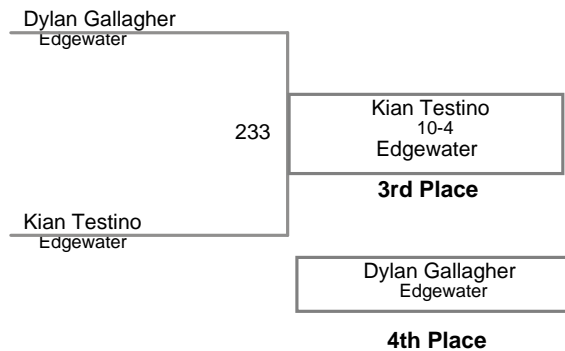 Dylan Gallagher
Edgewater
233
Kian Testino
10-4
Edgewater
3rd Place
Kian Testino
Edgewater
Dylan Gallagher
Edgewater
4th Place